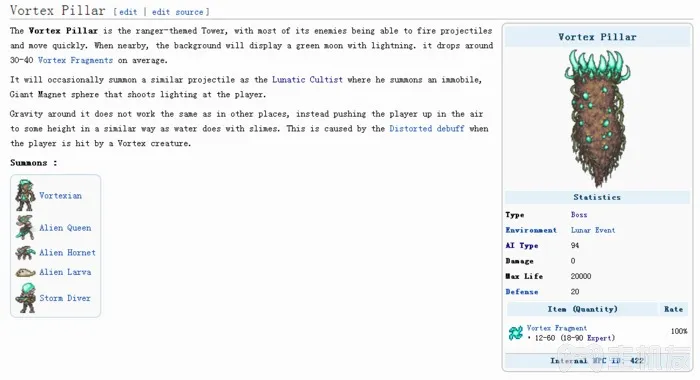 Vortex Pillar [edit | edit source]
The Vortex Pillar is the ranger-themed Tower, with most of its enemies being able to fire projectiles
and move quickly. When nearby, the background will display a green moon with lightning. it drops around
30-40 Vortex Fragments on average.
It will occasionally summon a similar projectile as the Lunatic Cultist where he summons an immobile,
Giant Magnet sphere that shoots lighting at the player.
Gravity around it does not work the same as in other places, instead pushing the player up in the air
to some height in a similar way as water does with slimes. This is caused by the Distorted debuff when
the player is hit by a Vortex creature.
Summons :
Vortexian
Alien Queen
Alien Hornet
Alien Larva
Storm Diver
Vortex Pillar
Statistics
Type Boss
Environment Lunar Event
AI Type 94
Damage 0
Max Life 20000
Defense 20
Item (Quantity) Rate
Vortex Fragment 100%
• 12-60 (18-90 Expert)
Internal NPC ID: 422